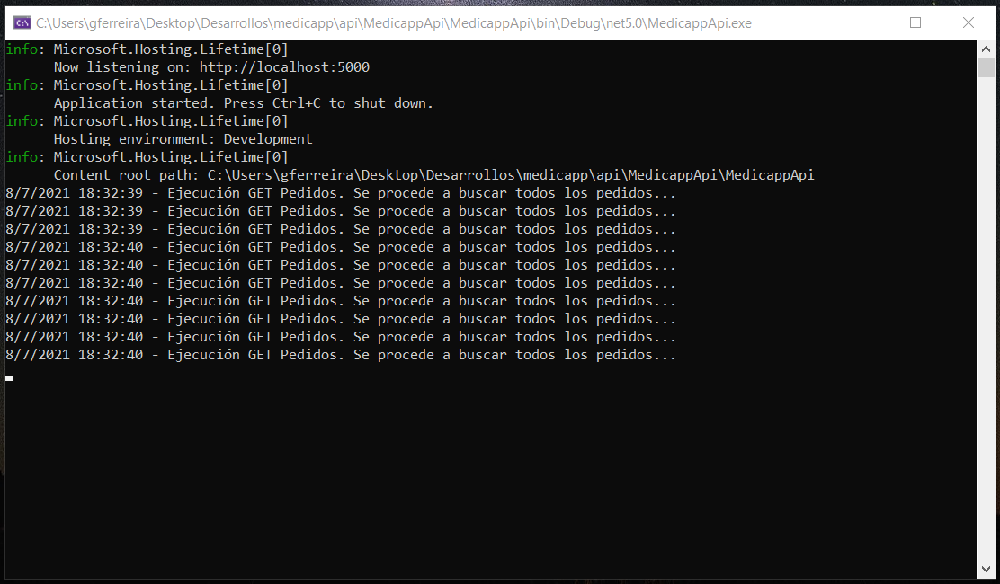 C:\Users\gferreira\Desktop\Desarrollos\medicapp\api\MedicappApi\MedicappApi\bin\Debug\net5.0\MedicappApi.exe
info: Microsoft.Hosting.Lifetime[0]
Now listening on: http://localhost:5000
info: Microsoft.Hosting.Lifetime[0]
Application started. Press Ctrl+C to shut down.
info: Microsoft.Hosting.Lifetime[0]
Hosting environment: Development
info: Microsoft.Hosting.Lifetime[0]
Content root path: C:\Users\gferreira\Desktop\Desarrollos\medicapp\api\MedicappApi\MedicappApi
8/7/2021 18:32:39 - Ejecución GET Pedidos. Se procede a buscar todos los pedidos...
8/7/2021 18:32:39 - Ejecución GET Pedidos. Se procede a buscar todos los pedidos...
8/7/2021 18:32:39 - Ejecución GET Pedidos. Se procede a buscar todos los pedidos...
8/7/2021 18:32:40 - Ejecución GET Pedidos. Se procede a buscar todos los pedidos...
8/7/2021 18:32:40 - Ejecución GET Pedidos. Se procede a buscar todos los pedidos...
8/7/2021 18:32:40 - Ejecución GET Pedidos. Se procede a buscar todos los pedidos...
8/7/2021 18:32:40 - Ejecución GET Pedidos. Se procede a buscar todos los pedidos...
8/7/2021 18:32:40 - Ejecución GET Pedidos. Se procede a buscar todos los pedidos...
8/7/2021 18:32:40 - Ejecución GET Pedidos. Se procede a buscar todos los pedidos...
8/7/2021 18:32:40 - Ejecución GET Pedidos. Se procede a buscar todos los pedidos...